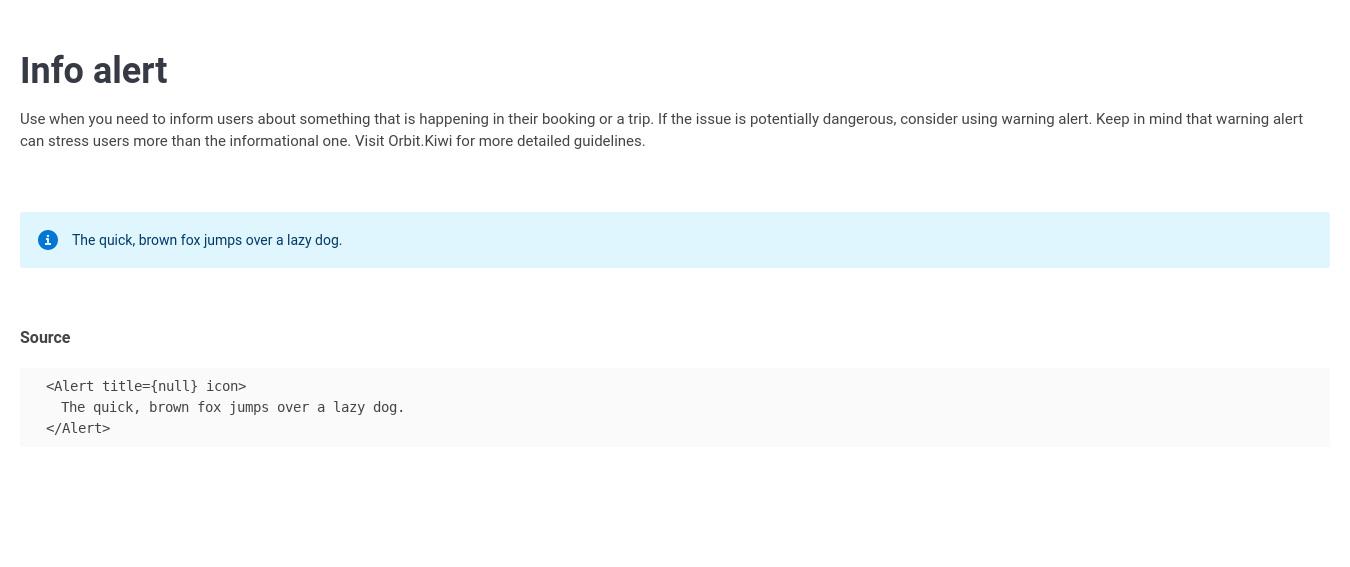 Info alert
Use when you need to inform users about something that is happening in their booking or a trip. If the issue is potentially dangerous, consider using warning alert. Keep in mind that warning alert
can stress users more than the informational one. Visit Orbit.Kiwi for more detailed guidelines.
The quick, brown fox jumps over a lazy dog.
Source
<Alert title={null} icon>
  The quick, brown fox jumps over a lazy dog.
</Alert>